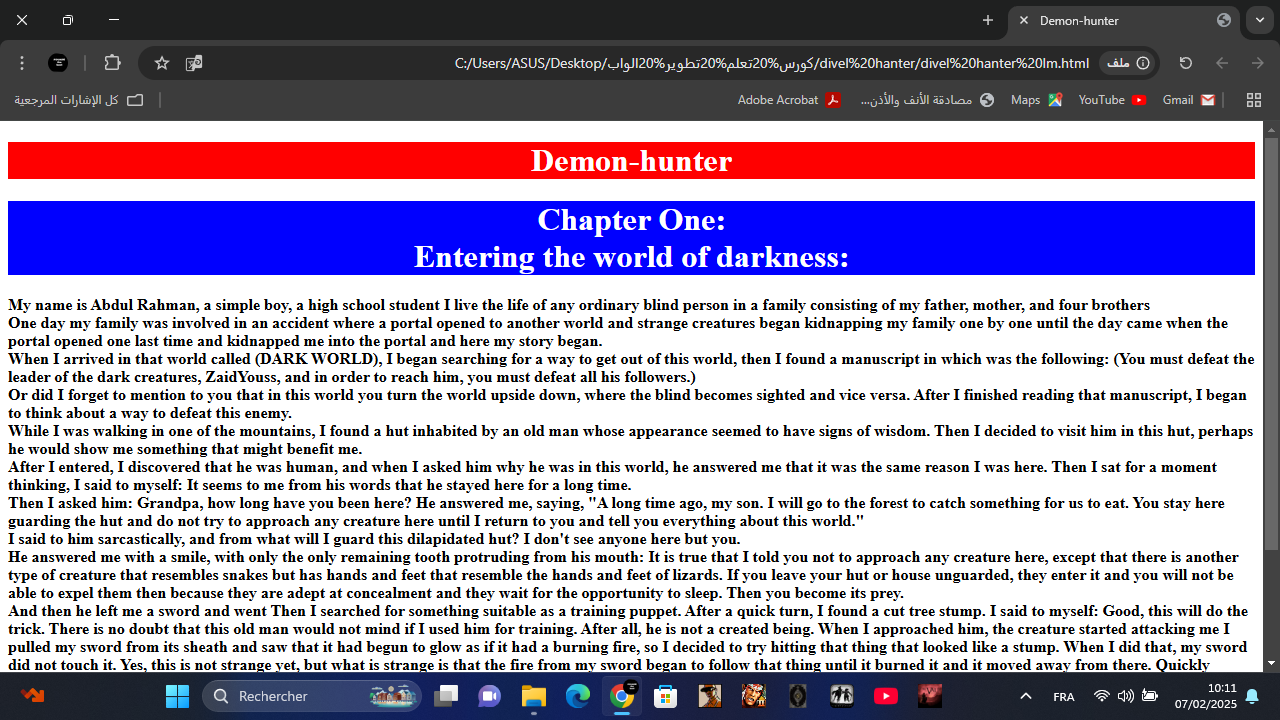 Demon-hunter
C:/Users/ASUS/Desktop/كورس%20تعلم%20تطوير%20الواب/divel%20hanter/divel%20hanter%20lm.html
ملف
كل الإشارات المرجعية
Adobe Acrobat
مصادقة الأنف والأذن...
Maps
YouTube
Gmail
Demon-hunter
Chapter One:
Entering the world of darkness:
My name is Abdul Rahman, a simple boy, a high school student I live the life of any ordinary blind person in a family consisting of my father, mother, and four brothers
One day my family was involved in an accident where a portal opened to another world and strange creatures began kidnapping my family one by one until the day came when the
portal opened one last time and kidnapped me into the portal and here my story began.
When I arrived in that world called (DARK WORLD), I began searching for a way to get out of this world, then I found a manuscript in which was the following: (You must defeat the
leader of the dark creatures, ZaidYouss, and in order to reach him, you must defeat all his followers.)
Or did I forget to mention to you that in this world you turn the world upside down, where the blind becomes sighted and vice versa. After I finished reading that manuscript, I began
to think about a way to defeat this enemy.
While I was walking in one of the mountains, I found a hut inhabited by an old man whose appearance seemed to have signs of wisdom. Then I decided to visit him in this hut, perhaps
he would show me something that might benefit me.
After I entered, I discovered that he was human, and when I asked him why he was in this world, he answered me that it was the same reason I was here. Then I sat for a moment
thinking, I said to myself: It seems to me from his words that he stayed here for a long time.
Then I asked him: Grandpa, how long have you been here? He answered me, saying, "A long time ago, my son. I will go to the forest to catch something for us to eat. You stay here
guarding the hut and do not try to approach any creature here until I return to you and tell you everything about this world."
I said to him sarcastically, and from what will I guard this dilapidated hut? I don't see anyone here but you.
He answered me with a smile, with only the only remaining tooth protruding from his mouth: It is true that I told you not to approach any creature here, except that there is another
type of creature that resembles snakes but has hands and feet that resemble the hands and feet of lizards. If you leave your hut or house unguarded, they enter it and you will not be
able to expel them then because they are adept at concealment and they wait for the opportunity to sleep. Then you become its prey.
And then he left me a sword and went Then I searched for something suitable as a training puppet. After a quick turn, I found a cut tree stump. I said to myself: Good, this will do the
trick. There is no doubt that this old man would not mind if I used him for training. After all, he is not a created being. When I approached him, the creature started attacking me I
pulled my sword from its sheath and saw that it had begun to glow as if it had a burning fire, so I decided to try hitting that thing that looked like a stump. When I did that, my sword
did not touch it. Yes, this is not strange yet, but what is strange is that the fire from my sword began to follow that thing until it burned it and it moved away from there. Quickly
Rechercher
FRA
10:11
07/02/2025